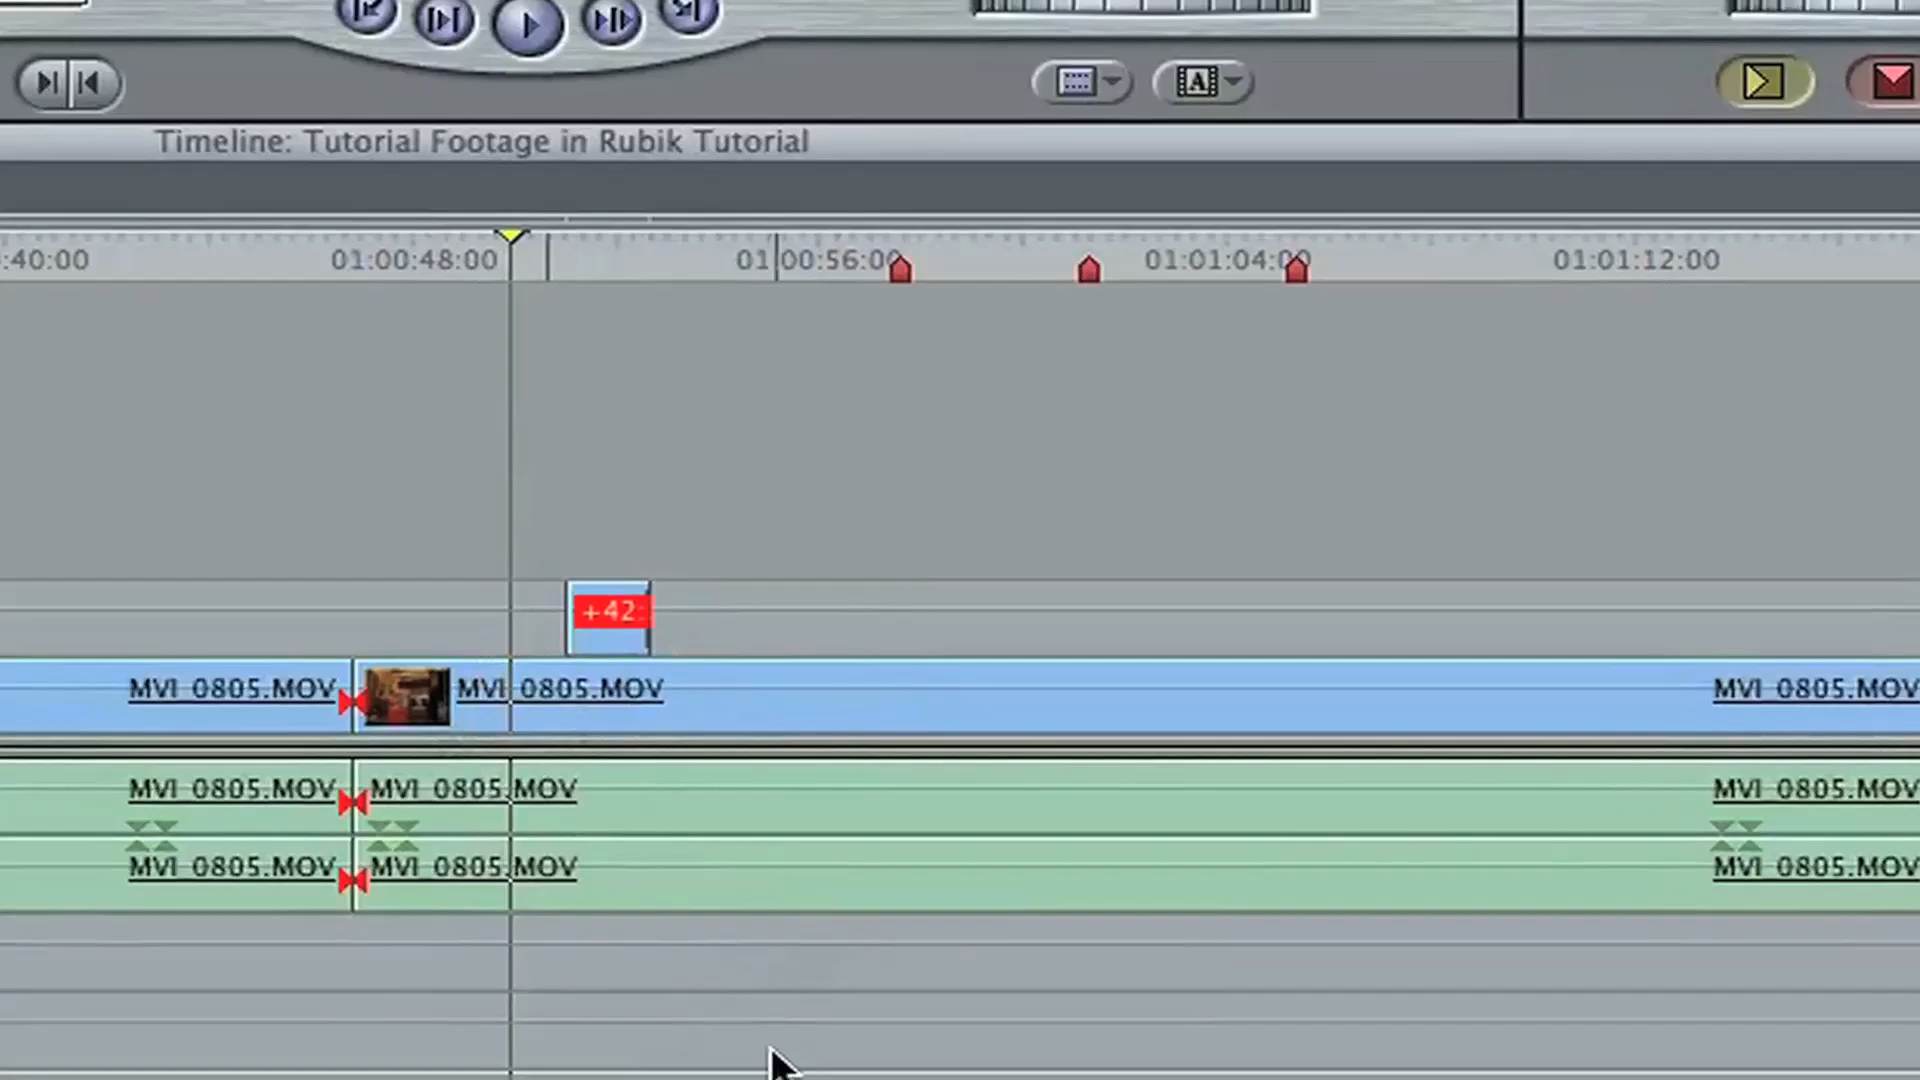 A
Timeline: Tutorial Footage in Rubik Tutorial
:40:00 01:00:48:00 01:00:56:00 01:01:04:00 01:01:12:00
+42:
MVI_0805.MOV MVI_0805.MOV MVI_0805.MOV
MVI_0805.MOV MVI_0805.MOV MVI_0805.MOV
MVI_0805.MOV MVI_0805.MOV MVI_0805.MOV